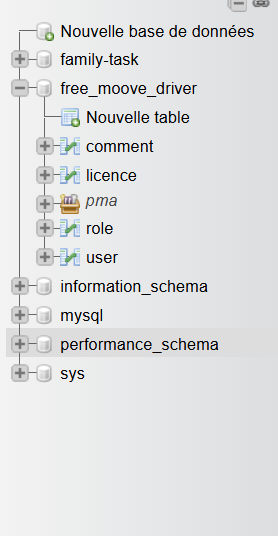 Nouvelle base de données
family-task
free_moove_driver
Nouvelle table
comment
licence
pma
role
user
information_schema
mysql
performance_schema
sys